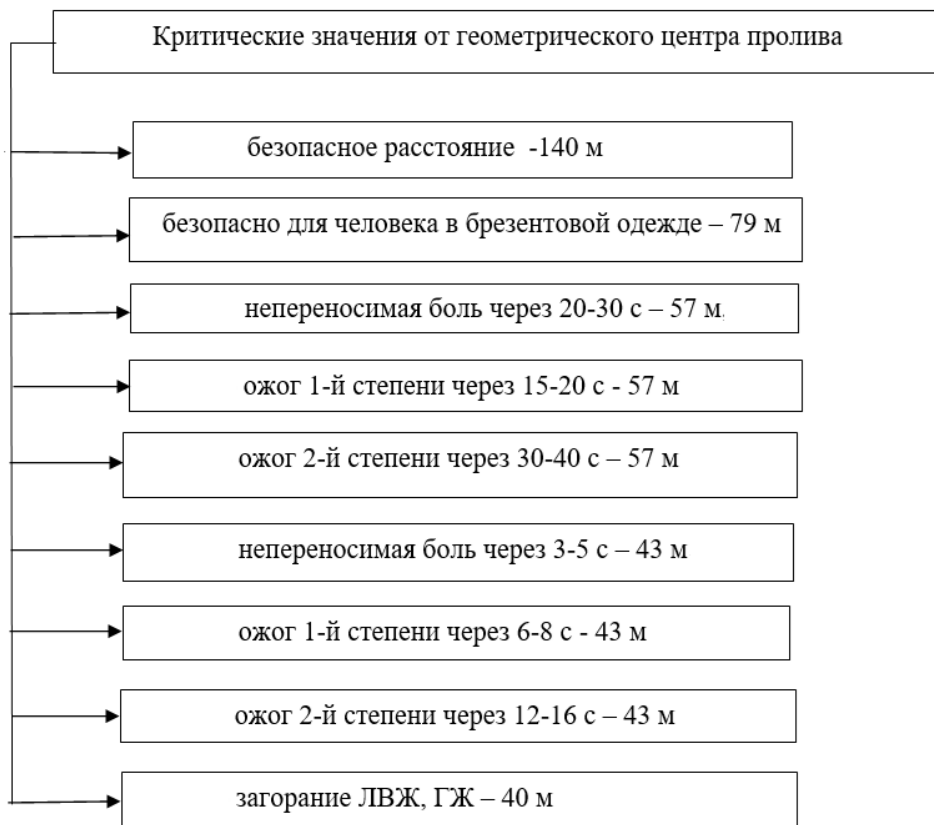 Критические значения от геометрического центра пролива
безопасное расстояние -140 м
безопасно для человека в брезентовой одежде – 79 м
непереносимая боль через 20-30 с – 57 м.
ожог 1-й степени через 15-20 с - 57 м
ожог 2-й степени через 30-40 с – 57 м
непереносимая боль через 3-5 с – 43 м
ожог 1-й степени через 6-8 с - 43 м
ожог 2-й степени через 12-16 с – 43 м
загорание ЛВЖ, ГЖ – 40 м